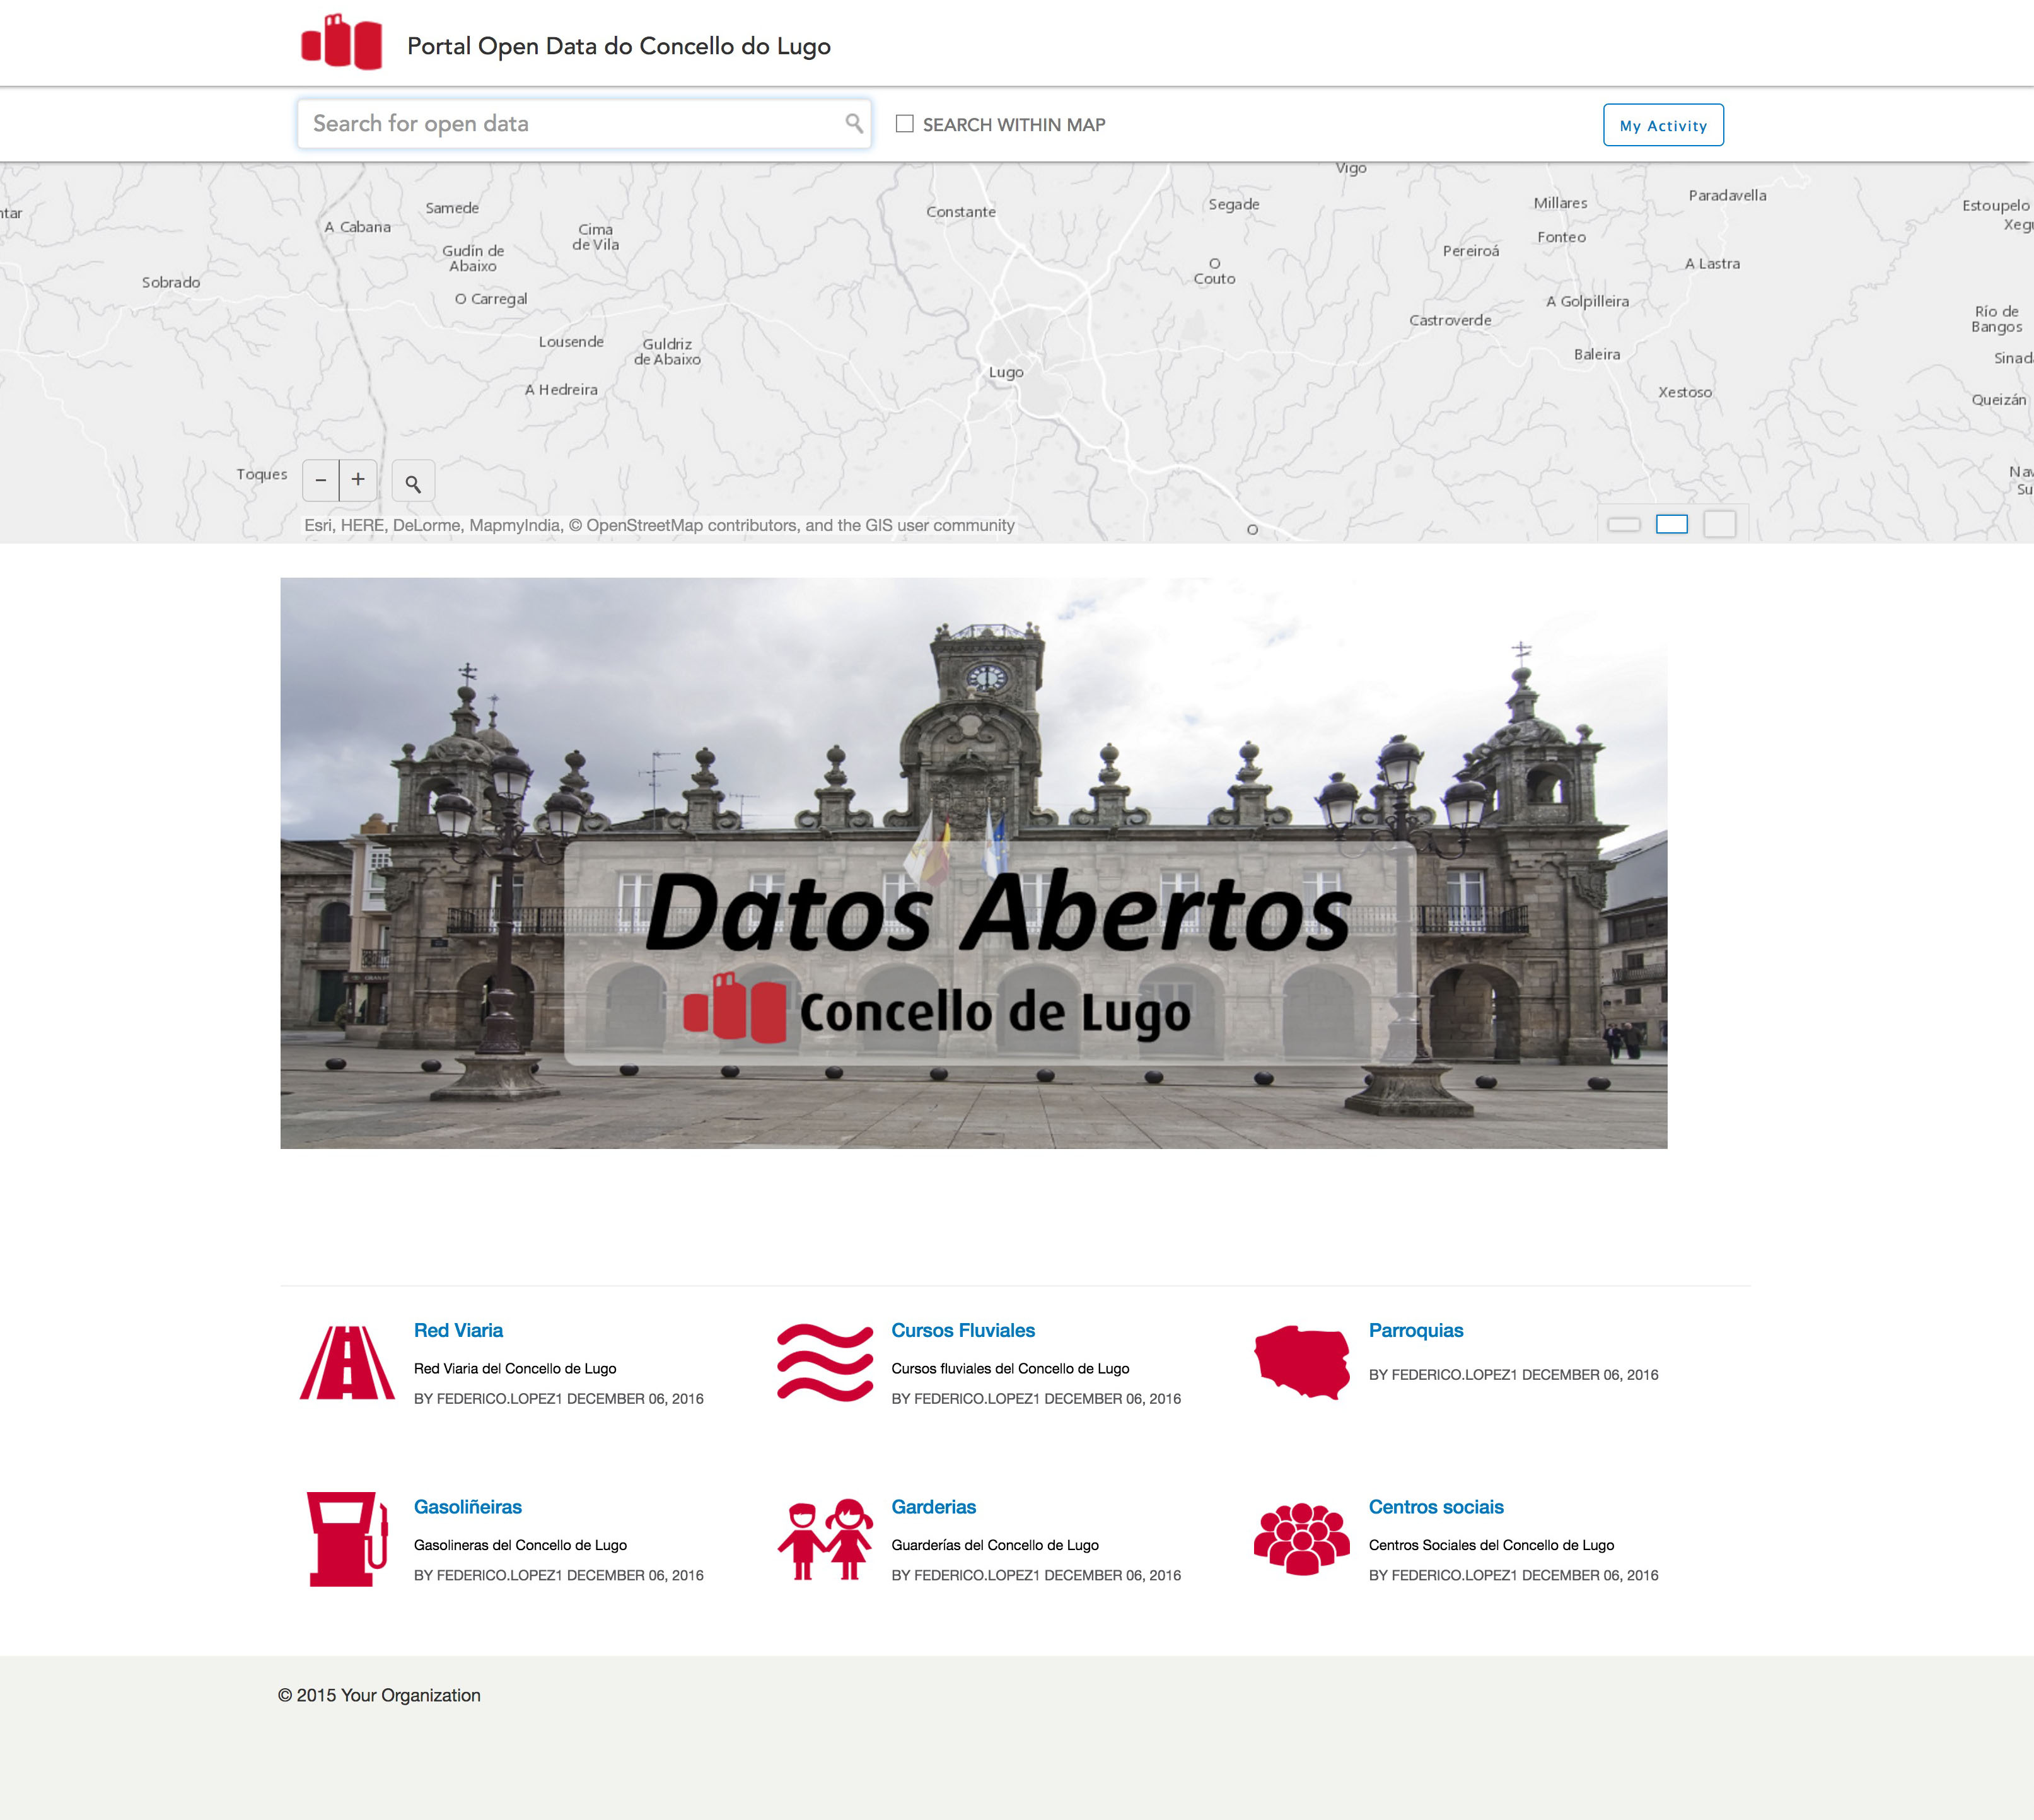 Portal Open Data do Concello do Lugo
Search for open data
SEARCH WITHIN MAP
My Activity
Vigo
Samede
A Cabana
Cima
de Vila
Gudin de
Abaixo
Sobrado
O Carregal
Lousende
Guldriz
de Abaixo
A Hedreira
Toques
Constante
Lugo
Segade
O
Couto
Millares
Paradavella
Fonteo
Pereiroá
A Lastra
A Golpilleira
Castroverde
Baleira
Xestoso
Estoupelo
Río de
Bangos
Queizán
O
- +
Esri, HERE, DeLorme, MapmyIndia, © OpenStreetMap contributors, and the GIS user community
Datos Abertos
Concello de Lugo
Red Viaria
Red Viaria del Concello de Lugo
BY FEDERICO.LOPEZ1 DECEMBER 06, 2016
Cursos Fluviales
Cursos fluviales del Concello de Lugo
BY FEDERICO.LOPEZ1 DECEMBER 06, 2016
Parroquias
BY FEDERICO.LOPEZ1 DECEMBER 06, 2016
Gasoliñeiras
Gasolineras del Concello de Lugo
BY FEDERICO.LOPEZ1 DECEMBER 06, 2016
Garderias
Guarderías del Concello de Lugo
BY FEDERICO.LOPEZ1 DECEMBER 06, 2016
Centros sociais
Centros Sociales del Concello de Lugo
BY FEDERICO.LOPEZ1 DECEMBER 06, 2016
© 2015 Your Organization